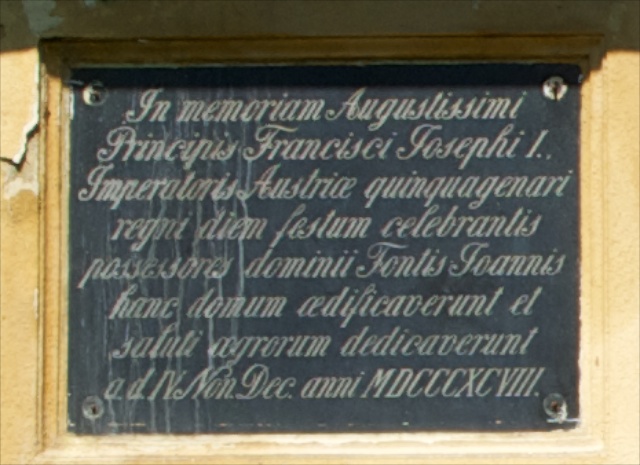 In memoriam Augustissimi
Principis Francisci Josephi I.,
Imperatoris Austriæ quinquagenari
regni diem festum celebrantis
possessores dominii Fontis Joannis
hanc domum ædificaverunt et
saluti ægrorum dedicaverunt
a. d. IV. Non. Dec. anni MDCCCXCVIII.